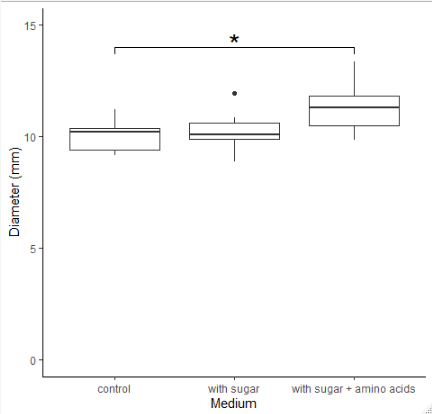 15
*
10
5
0
Diameter (mm)
control
with sugar
with sugar + amino acids
Medium